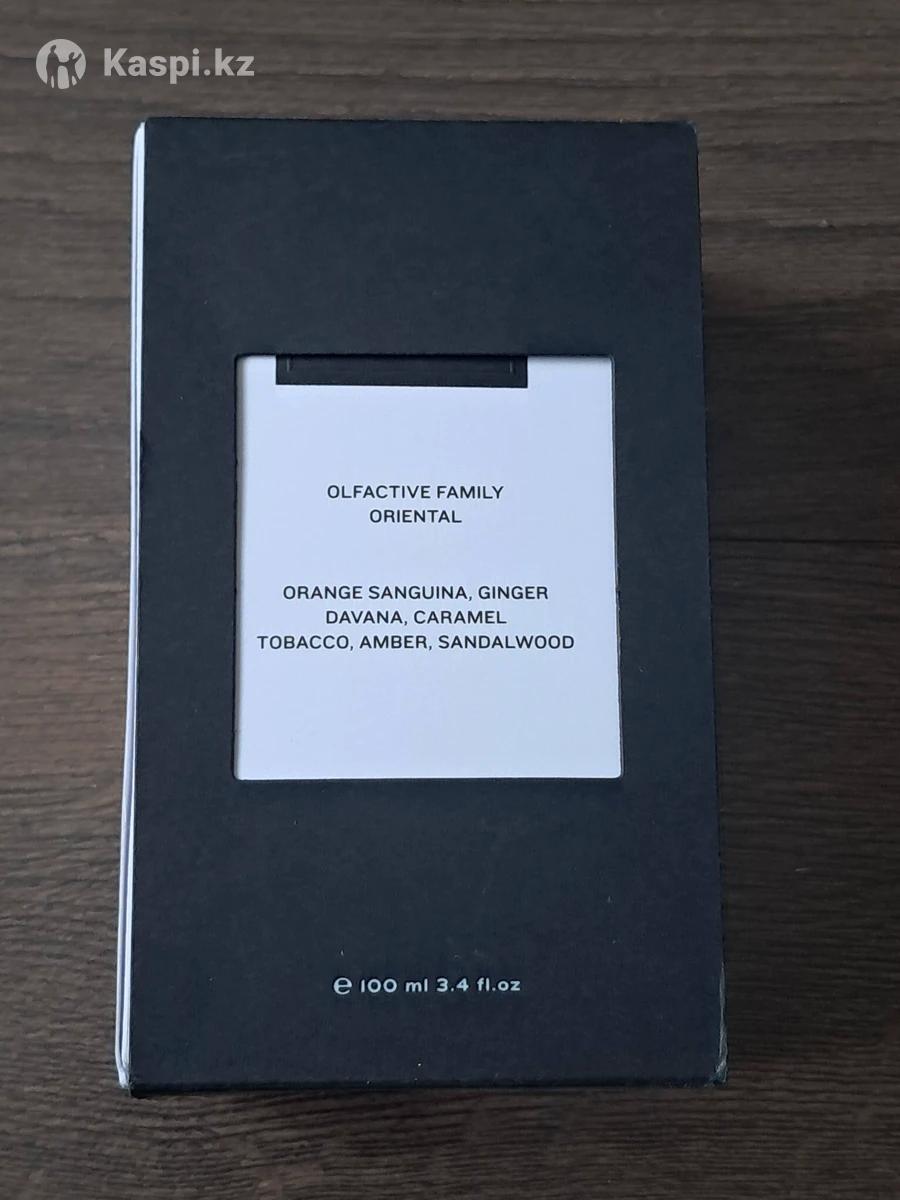 Kaspi.kz
OLFACTIVE FAMILY
ORIENTAL
ORANGE SANGUINA, GINGER
DAVANA, CARAMEL
TOBACCO, AMBER, SANDALWOOD
℮ 100 ml 3.4 fl.oz